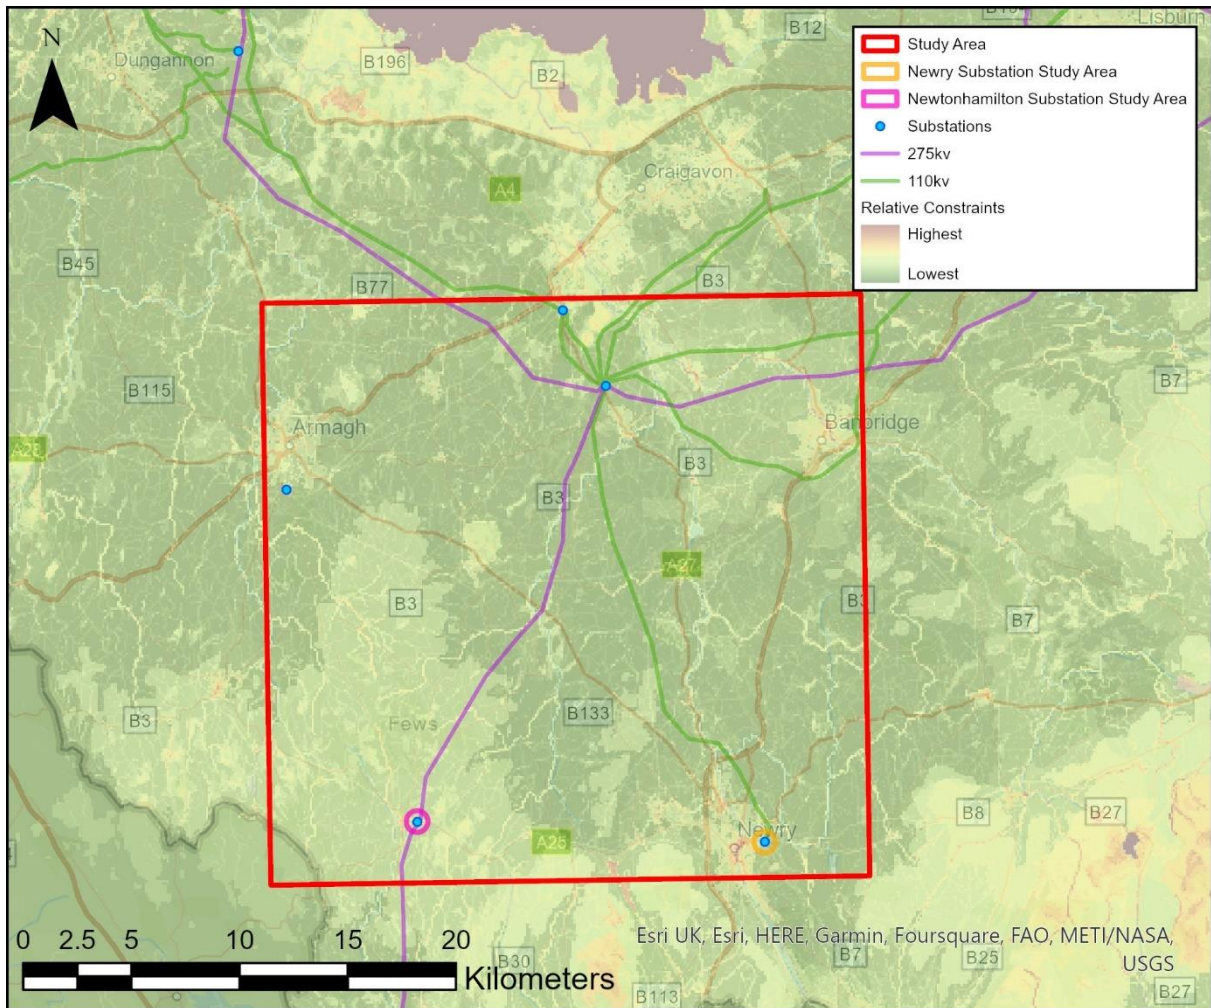 N
Dungannon
B196
B12
B2
Lisburn
Study Area
Newry Substation Study Area
Newtonhamilton Substation Study Area
Substations
275kv
110kv
Relative Constraints
Highest
Lowest
Craigavon
A4
B45
B77
B3
B115
B7
Armagh
Banbridge
A28
B3
B3
A27
B3
B3
B7
B3
Fews
B133
B8
B27
A25
Newry
0 2.5 5 10 15 20
Kilometers
B30
B113
B7
B25
B27
Esri UK, Esri, HERE, Garmin, Foursquare, FAO, METI/NASA,
USGS